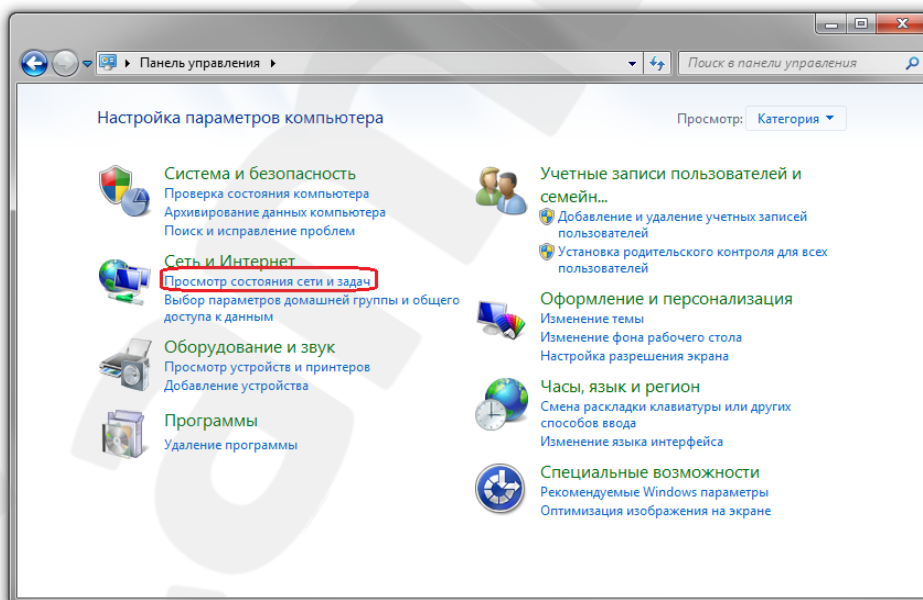 Панель управления
Поиск в панели управления
Настройка параметров компьютера
Просмотр: Категория
Система и безопасность
Проверка состояния компьютера
Архивирование данных компьютера
Поиск и исправление проблем
Сеть и Интернет
Просмотр состояния сети и задач
Выбор параметров домашней группы и общего
доступа к данным
Оборудование и звук
Просмотр устройств и принтеров
Добавление устройства
Программы
Удаление программы
Учетные записи пользователей и
семейн...
Добавление и удаление учетных записей
пользователей
Установка родительского контроля для всех
пользователей
Оформление и персонализация
Изменение темы
Изменение фона рабочего стола
Настройка разрешения экрана
Часы, язык и регион
Смена раскладки клавиатуры или других
способов ввода
Изменение языка интерфейса
Специальные возможности
Рекомендуемые Windows параметры
Оптимизация изображения на экране